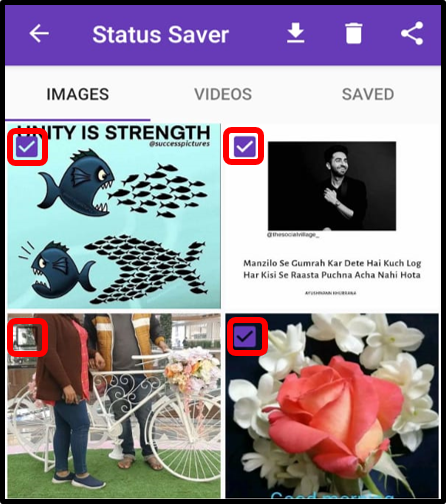 Status Saver
IMAGES VIDEOS SAVED
UNITY IS STRENGTH
@successpictures
@thesocialvillage_
Manzilo Se Gumrah Kar Dete Hai Kuch Log
Har Kisi Se Raasta Puchna Acha Nahi Hota
AYUSHMANN KHURRANA
Good morning